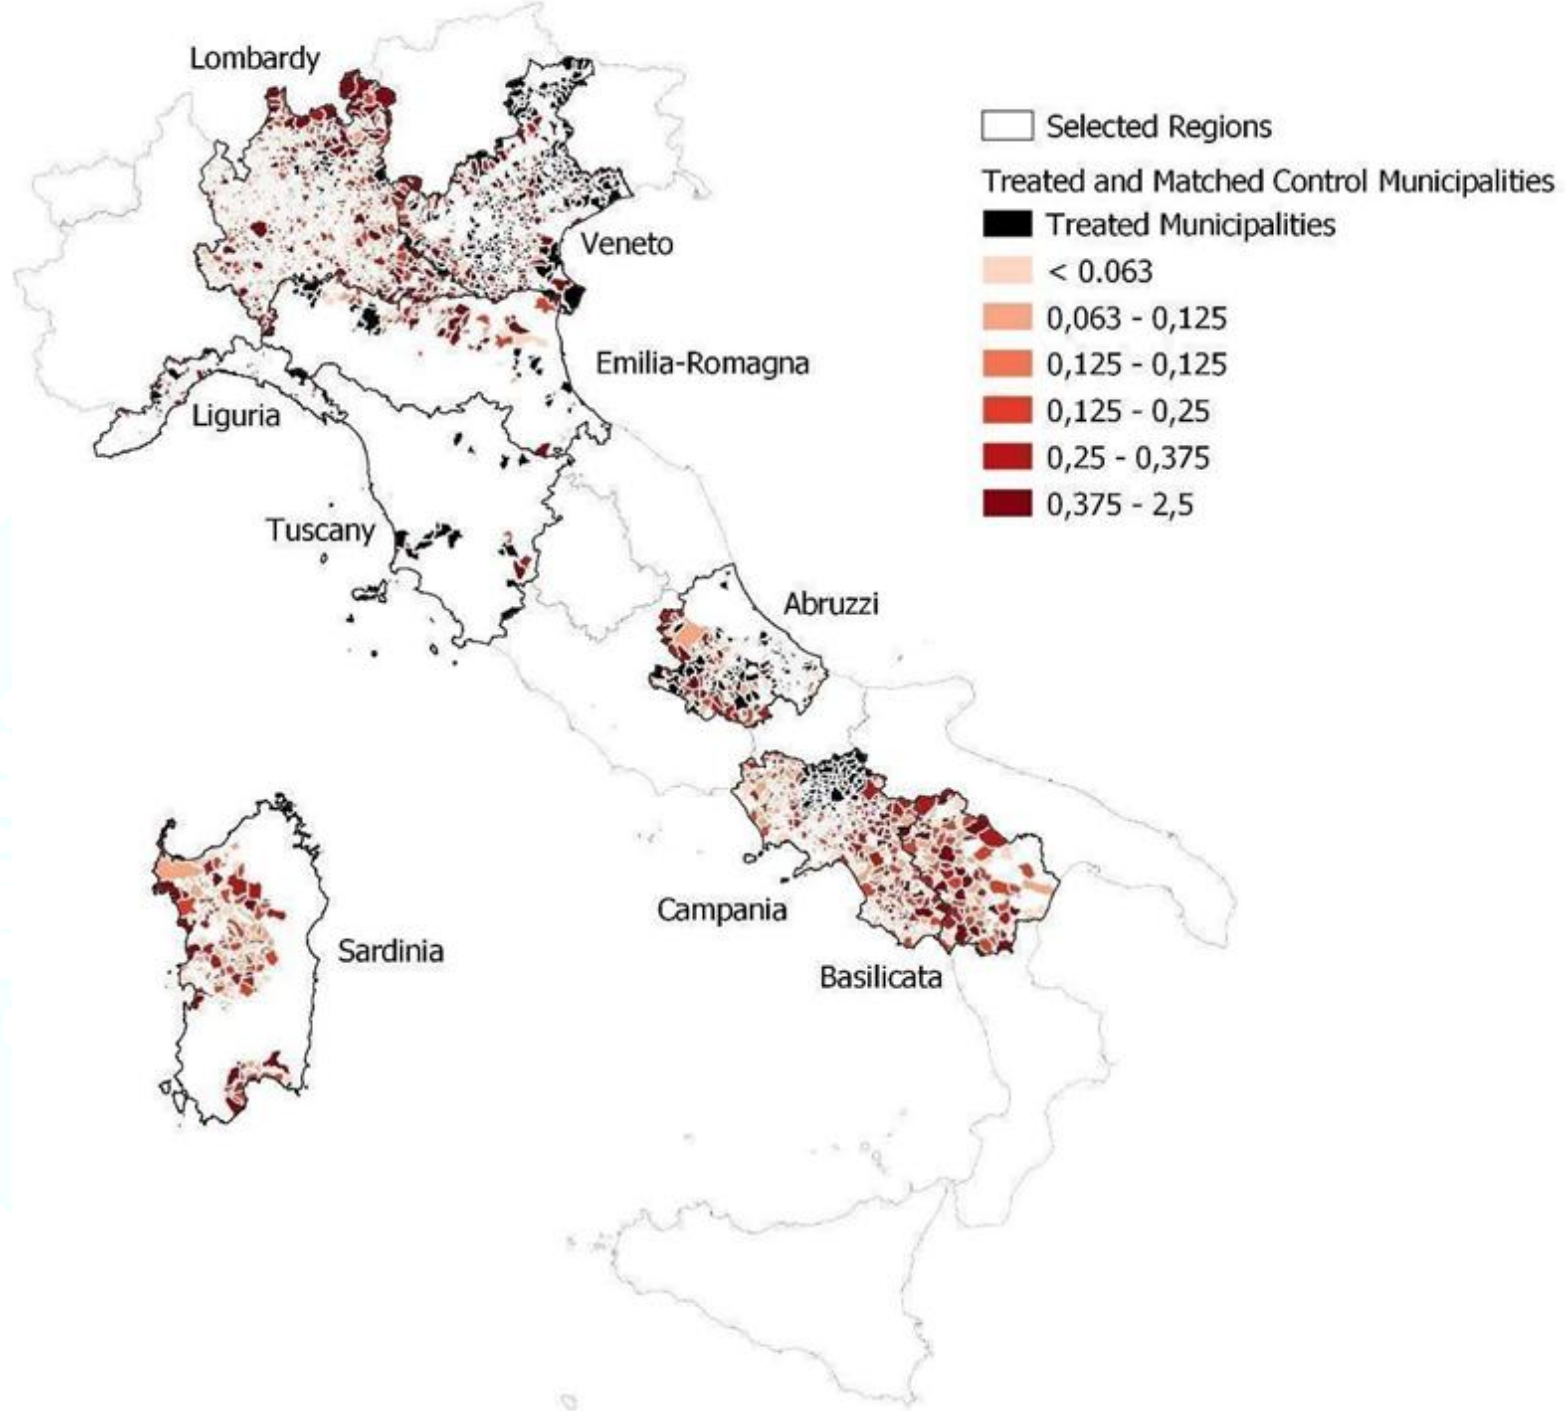 Lombardy
Selected Regions
Treated and Matched Control Municipalities
Treated Municipalities
< 0.063
0,063 - 0,125
0,125 - 0,125
0,125 - 0,25
0,25 - 0,375
0,375 - 2,5
Veneto
Emilia-Romagna
Liguria
Tuscany
Abruzzi
Campania
Sardinia
Basilicata